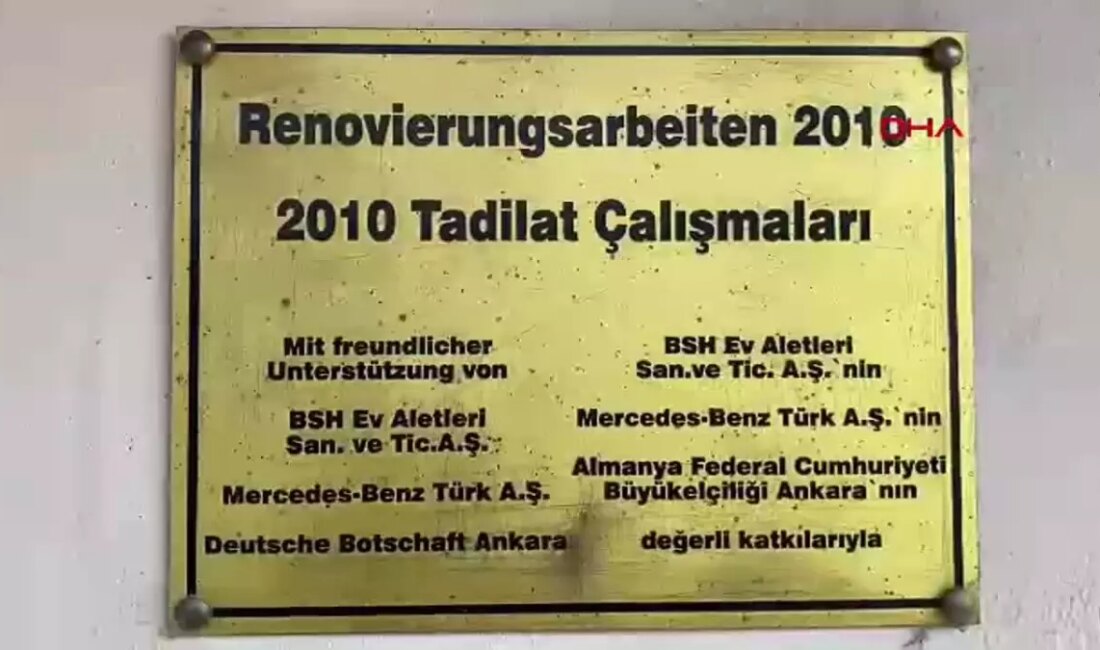 Renovierungsarbeiten 2010
DHA
2010 Tadilat Çalışmaları
Mit freundlicher
Unterstützung von
BSH Ev Aletleri
San. ve Tic.A.Ş.
Mercedes-Benz Türk A.Ş.
Deutsche Botschaft Ankara
BSH Ev Aletleri
San.ve Tic. A.Ş.`nin
Mercedes-Benz Türk A.Ş.`nin
Almanya Federal Cumhuriyeti
Büyükelçiliği Ankara`nın
değerli katkılarıyla